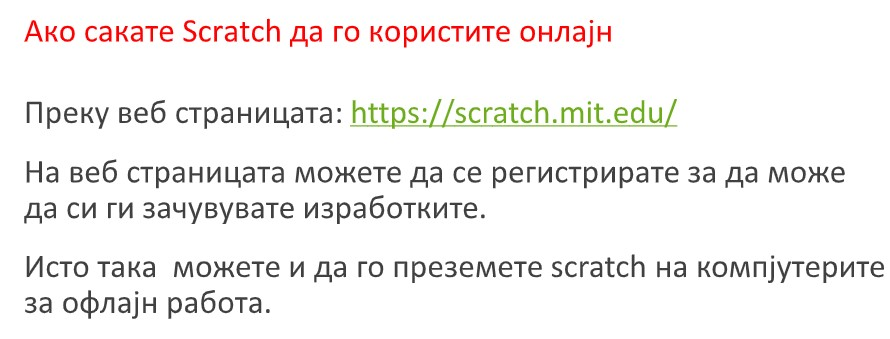 Ако сакате Scratch да го користите онлајн
Преку веб страницата: https://scratch.mit.edu/
На веб страницата можете да се регистрирате за да може
да си ги зачувувате изработките.
Исто така  можете и да го преземете scratch на компјутерите
за офлајн работа.